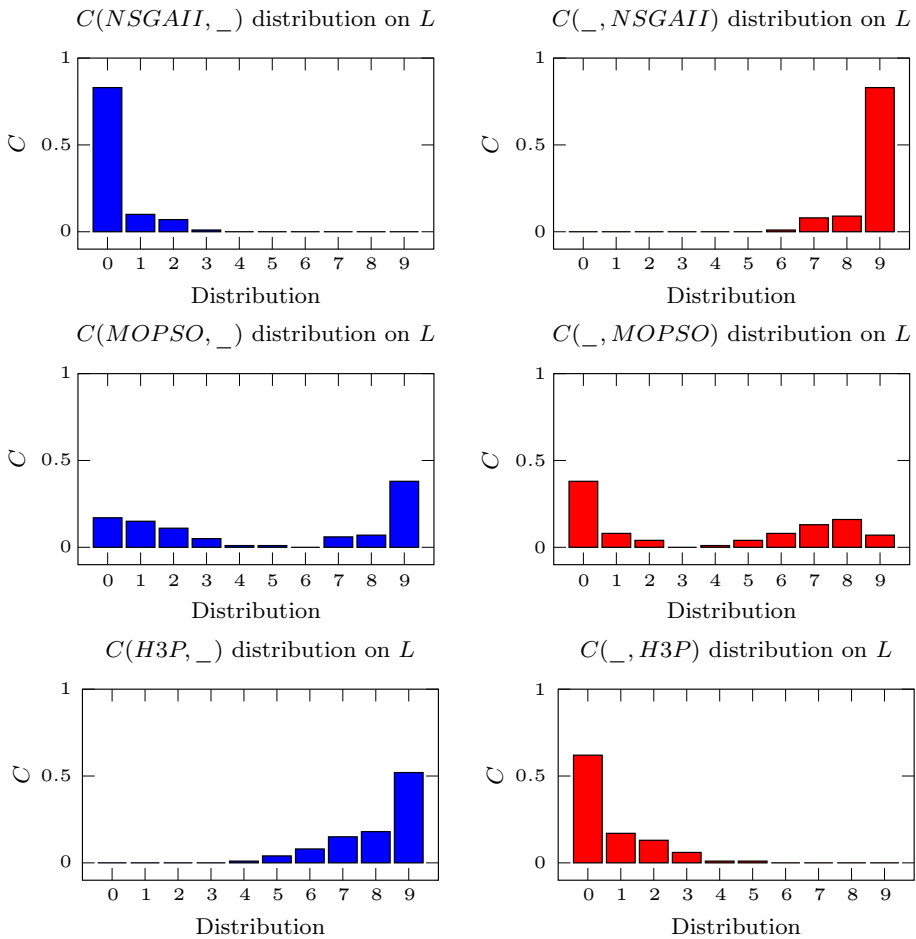 C(NSGAII, _) distribution on L
1
0.5
0
C
0 1 2 3 4 5 6 7 8 9
Distribution
C(_, NSGAII) distribution on L
1
0.5
0
C
0 1 2 3 4 5 6 7 8 9
Distribution
C(MOPSO, _) distribution on L
1
0.5
0
C
0 1 2 3 4 5 6 7 8 9
Distribution
C(_, MOPSO) distribution on L
1
0.5
0
C
0 1 2 3 4 5 6 7 8 9
Distribution
C(H3P, _) distribution on L
1
0.5
0
C
0 1 2 3 4 5 6 7 8 9
Distribution
C(_, H3P) distribution on L
1
0.5
0
C
0 1 2 3 4 5 6 7 8 9
Distribution